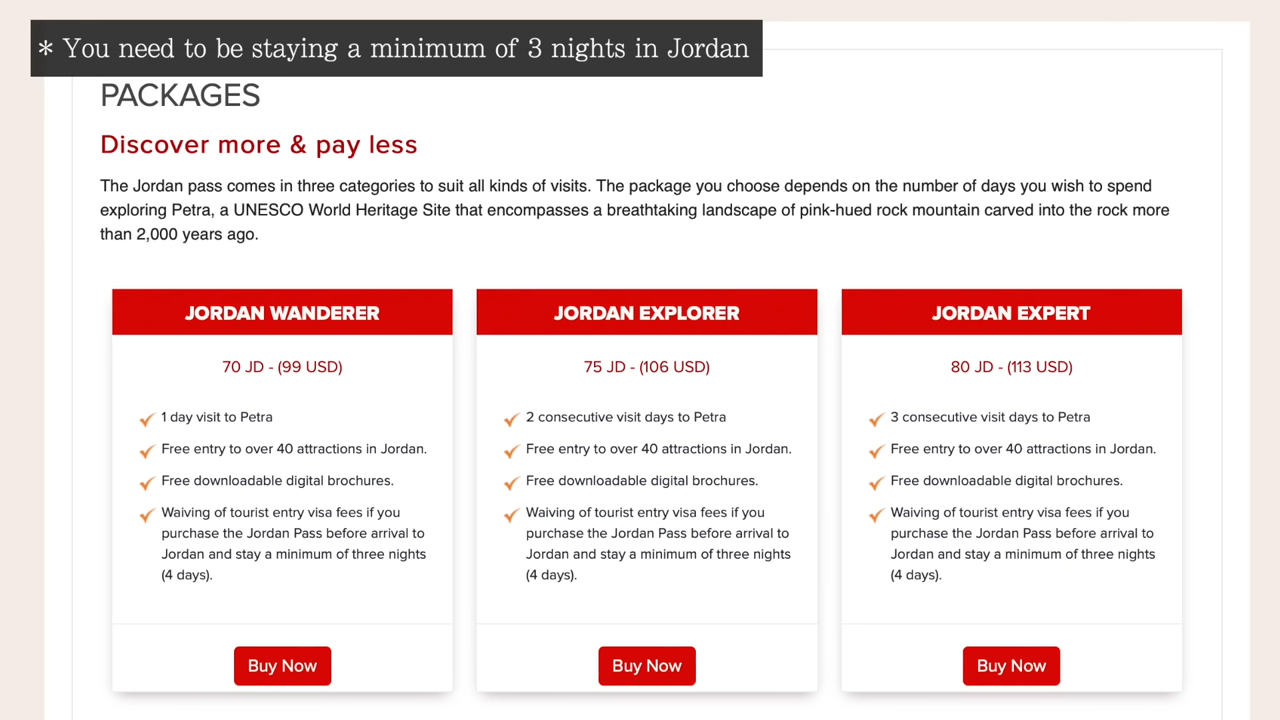 * You need to be staying a minimum of 3 nights in Jordan
PACKAGES
Discover more & pay less
The Jordan pass comes in three categories to suit all kinds of visits. The package you choose depends on the number of days you wish to spend
exploring Petra, a UNESCO World Heritage Site that encompasses a breathtaking landscape of pink-hued rock mountain carved into the rock more
than 2,000 years ago.
JORDAN WANDERER
70 JD - (99 USD)
1 day visit to Petra
Free entry to over 40 attractions in Jordan.
Free downloadable digital brochures.
Waiving of tourist entry visa fees if you
purchase the Jordan Pass before arrival to
Jordan and stay a minimum of three nights
(4 days).
Buy Now
JORDAN EXPLORER
75 JD - (106 USD)
2 consecutive visit days to Petra
Free entry to over 40 attractions in Jordan.
Free downloadable digital brochures.
Waiving of tourist entry visa fees if you
purchase the Jordan Pass before arrival to
Jordan and stay a minimum of three nights
(4 days).
Buy Now
JORDAN EXPERT
80 JD - (113 USD)
3 consecutive visit days to Petra
Free entry to over 40 attractions in Jordan.
Free downloadable digital brochures.
Waiving of tourist entry visa fees if you
purchase the Jordan Pass before arrival to
Jordan and stay a minimum of three nights
(4 days).
Buy Now